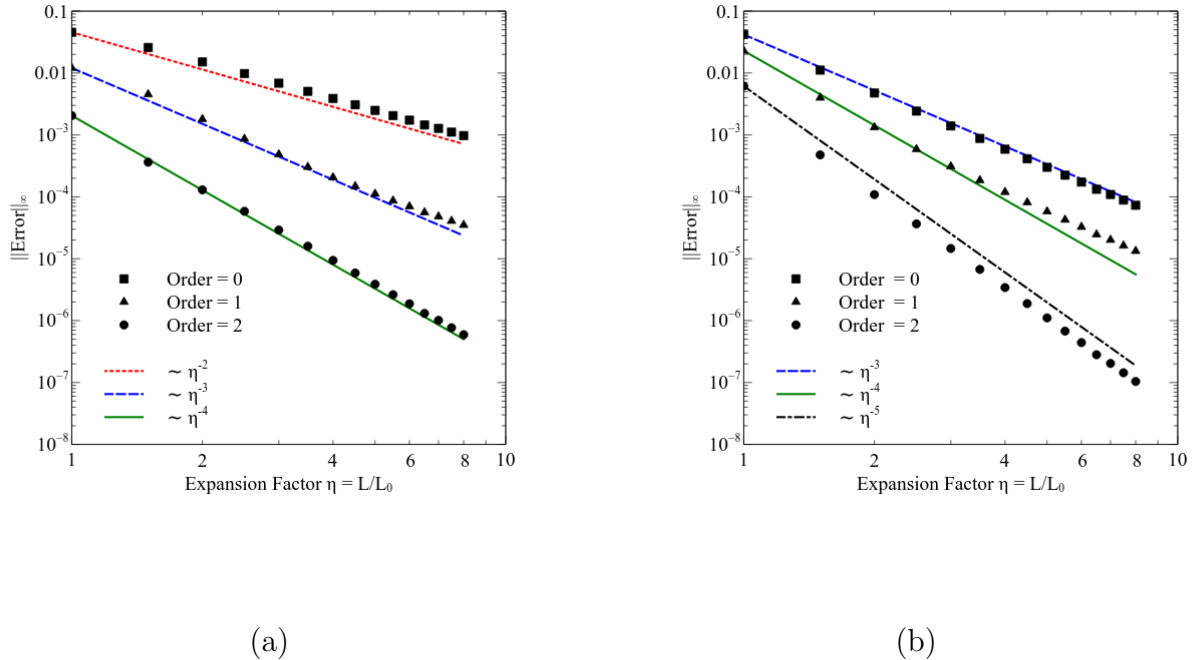 0.1
0.01
10⁻³
10⁻⁴
10⁻⁵
10⁻⁶
10⁻⁷
10⁻⁸
||Error||∞
Order = 0
Order = 1
Order = 2
~ η⁻²
~ η⁻³
~ η⁻⁴
1 2 4 6 8 10
Expansion Factor η = L/L₀
(a)
0.1
0.01
10⁻³
10⁻⁴
10⁻⁵
10⁻⁶
10⁻⁷
10⁻⁸
||Error||∞
Order = 0
Order = 1
Order = 2
~ η⁻³
~ η⁻⁴
~ η⁻⁵
1 2 4 6 8 10
Expansion Factor η = L/L₀
(b)